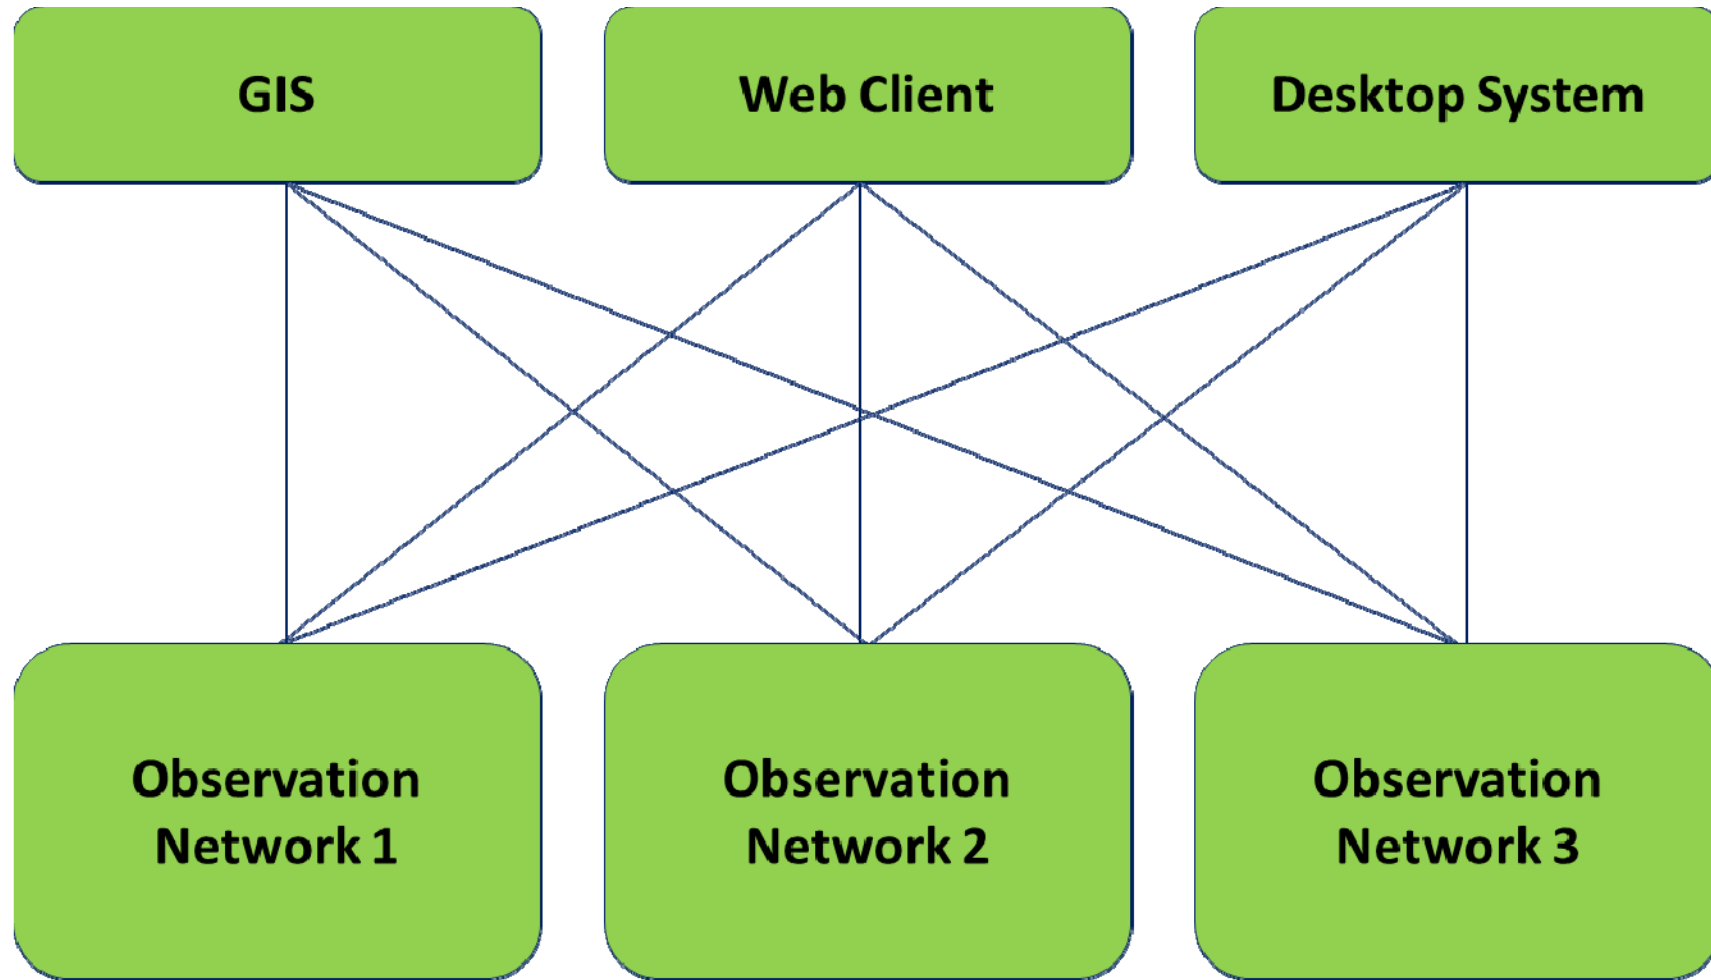 GIS
Web Client
Desktop System
Observation
Network 1
Observation
Network 2
Observation
Network 3